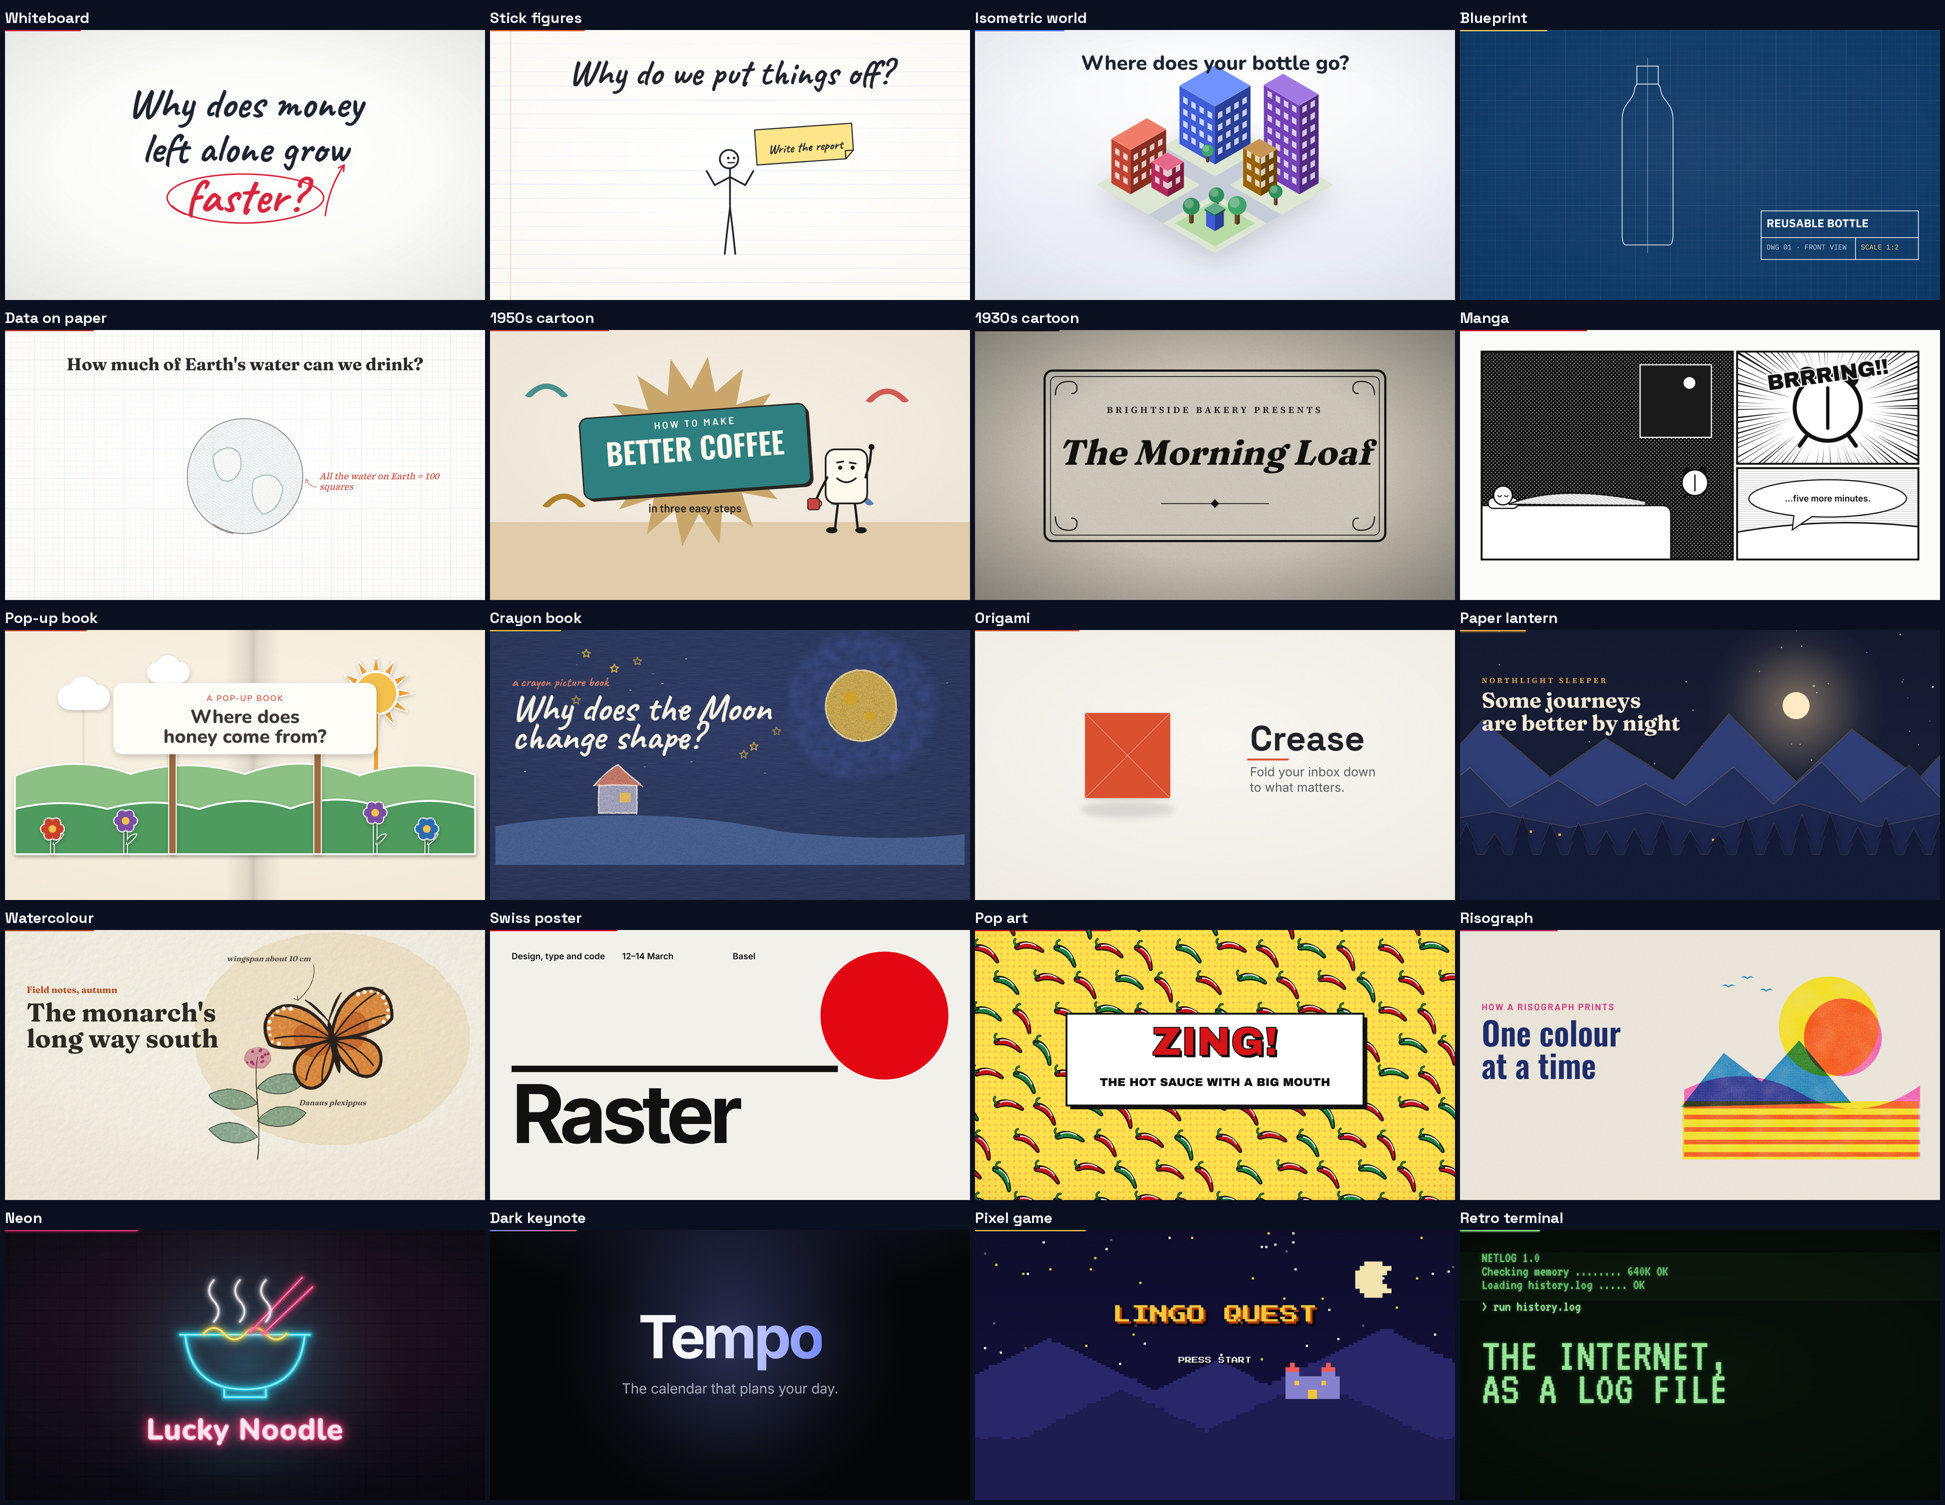 Whiteboard
Why does money
left alone grow
faster?
Stick figures
Why do we put things off?
Write the report
Isometric world
Where does your bottle go?
Blueprint
REUSABLE BOTTLE
DWG 01 - FRONT VIEW
SCALE 1:2
Data on paper
How much of Earth's water can we drink?
All the water on Earth = 100
squares
1950s cartoon
HOW TO MAKE
BETTER COFFEE
in three easy steps
1930s cartoon
BRIGHTSIDE BAKERY PRESENTS
The Morning Loaf
Manga
BRRRING!!
...five more minutes.
Pop-up book
A POP-UP BOOK
Where does
honey come from?
Crayon book
a crayon picture book
Why does the Moon
change shape?
Origami
Crease
Fold your inbox down
to what matters.
Paper lantern
NORTHLIGHT SLEEPER
Some journeys
are better by night
Watercolour
wingspan about 10 cm
Field notes, autumn
The monarch's
long way south
Danaus plexippus
Swiss poster
Design, type and code 12–14 March Basel
Raster
Pop art
ZING!
THE HOT SAUCE WITH A BIG MOUTH
Risograph
HOW A RISOGRAPH PRINTS
One colour
at a time
Neon
Lucky Noodle
Dark keynote
Tempo
The calendar that plans your day.
Pixel game
LINGO QUEST
PRESS START
Retro terminal
NETLOG 1.0
Checking memory ........ 640K OK
Loading history.log ..... OK
❯ run history.log
THE INTERNET,
AS A LOG FILE